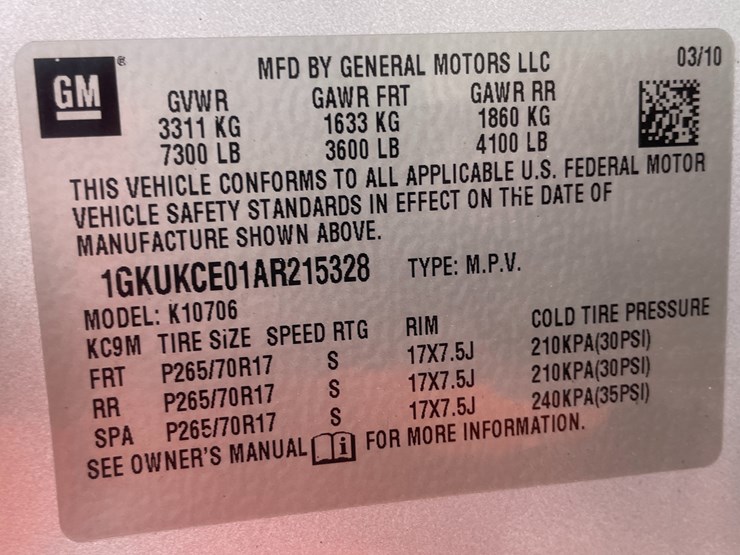 GM ®
MFD BY GENERAL MOTORS LLC 03/10
GVWR GAWR FRT GAWR RR
3311 KG 1633 KG 1860 KG
7300 LB 3600 LB 4100 LB
THIS VEHICLE CONFORMS TO ALL APPLICABLE U.S. FEDERAL MOTOR
VEHICLE SAFETY STANDARDS IN EFFECT ON THE DATE OF
MANUFACTURE SHOWN ABOVE.
1GKUKCE01AR215328 TYPE: M.P.V.
MODEL: K10706
KC9M TIRE SIZE SPEED RTG RIM COLD TIRE PRESSURE
FRT P265/70R17 S 17X7.5J 210KPA(30PSI)
RR P265/70R17 S 17X7.5J 210KPA(30PSI)
SPA P265/70R17 S 17X7.5J 240KPA(35PSI)
SEE OWNER'S MANUAL i FOR MORE INFORMATION.